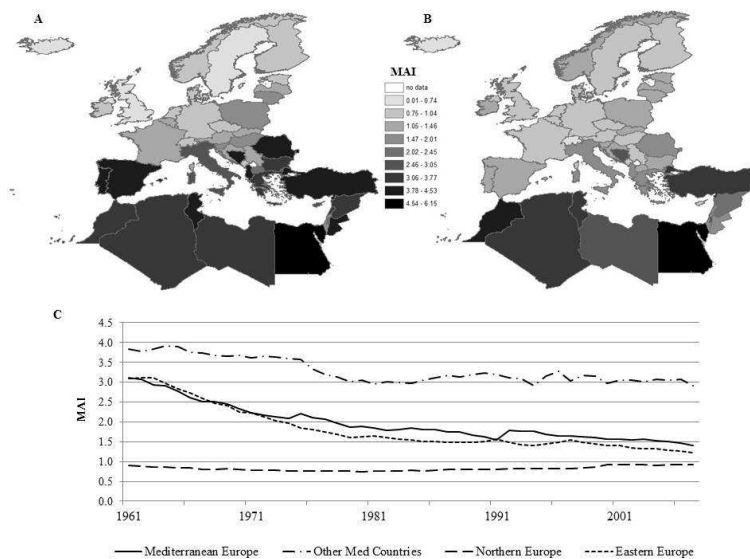 A
B
MAI
no data
0.01 - 0.74
0.75 - 1.04
1.05 - 1.46
1.47 - 2.01
2.02 - 2.45
2.46 - 3.05
3.06 - 3.77
3.78 - 4.53
4.54 - 6.15
C
4.5
4.0
3.5
3.0
2.5
2.0
1.5
1.0
0.5
0.0
MAI
1961
1971
1981
1991
2001
Mediterranean Europe
Other Med Countries
Northern Europe
Eastern Europe